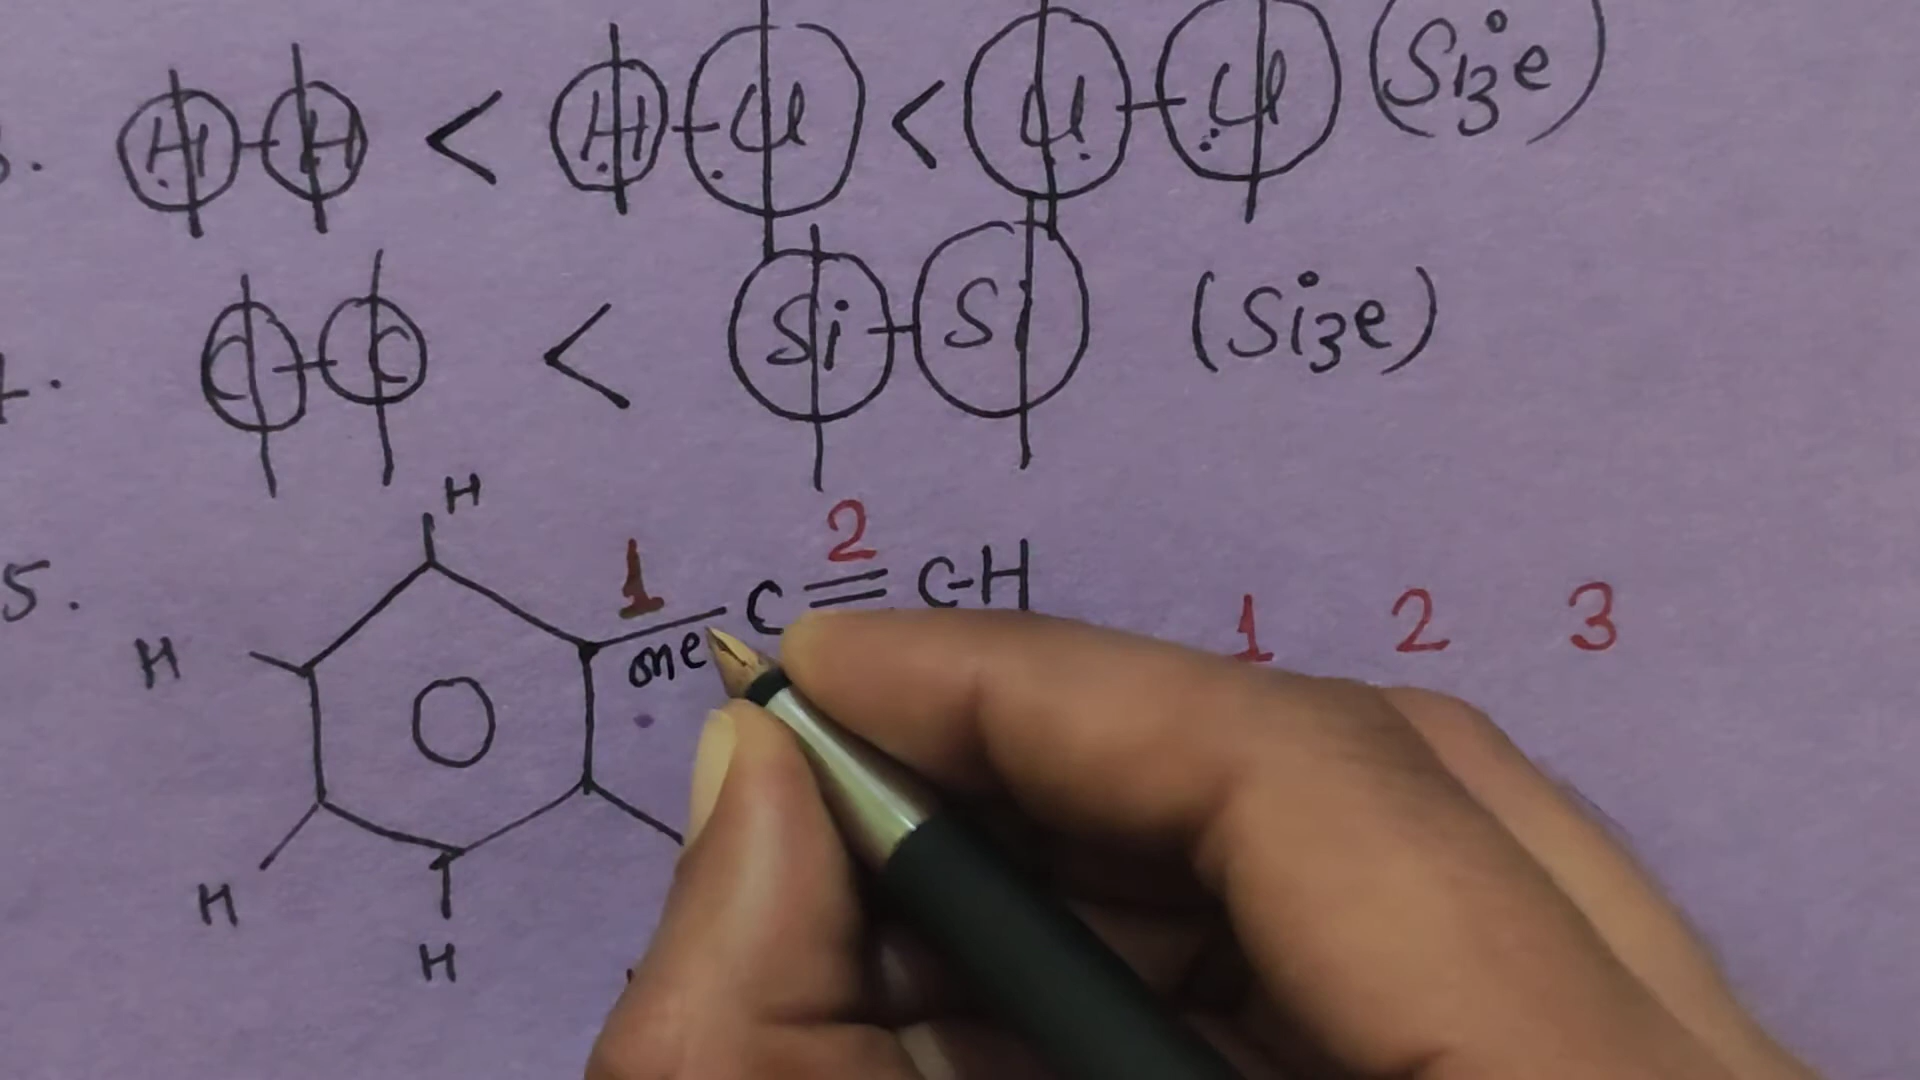 3. H-H < H-Cl < Cl-Cl (Size)
4. C-C < Si-Si (Size)
5. H
1 2
C≡C-H
one
1 2 3
H
H
H